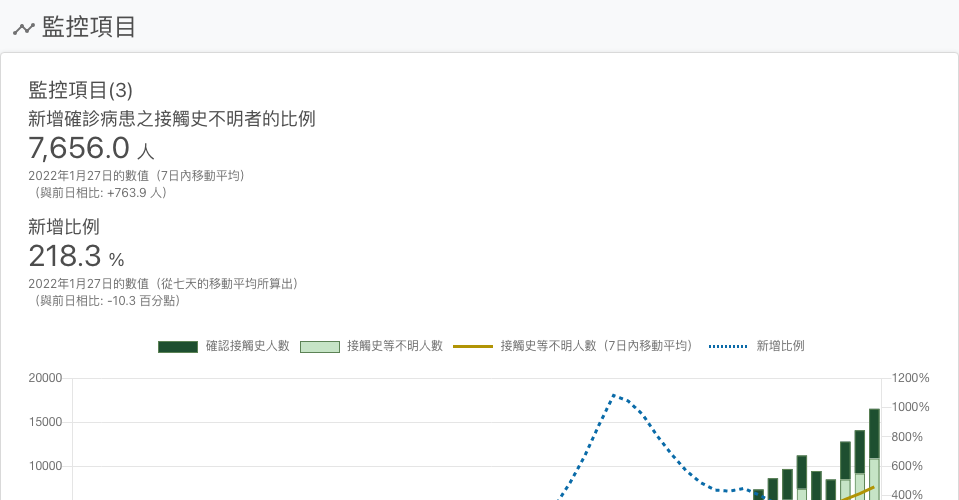 監控項目
監控項目(3)
新增確診病患之接觸史不明者的比例
7,656.0 人
2022年1月27日的數值（7日內移動平均）
（與前日相比: +763.9 人）
新增比例
218.3 %
2022年1月27日的數值（從七天的移動平均所算出）
（與前日相比: -10.3 百分點）
確認接觸史人數 接觸史等不明人數 接觸史等不明人數（7日內移動平均） 新增比例
20000 1200%
1000%
15000
800%
10000 600%
400%